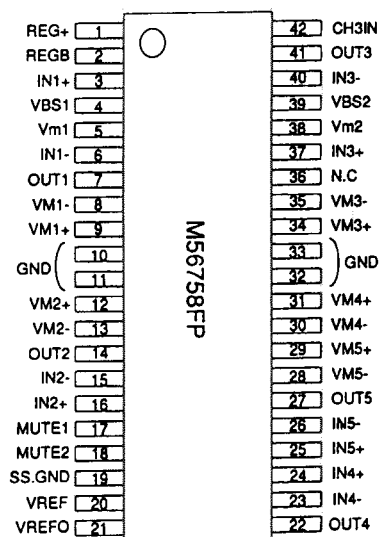 REG+ 1
REGB 2
IN1+ 3
VBS1 4
Vm1 5
IN1- 6
OUT1 7
VM1- 8
VM1+ 9
GND 10
11
VM2+ 12
VM2- 13
OUT2 14
IN2- 15
IN2+ 16
MUTE1 17
MUTE2 18
SS.GND 19
VREF 20
VREFO 21
M56758FP
42 CH3IN
41 OUT3
40 IN3-
39 VBS2
38 Vm2
37 IN3+
36 N.C
35 VM3-
34 VM3+
33 GND
32
31 VM4+
30 VM4-
29 VM5+
28 VM5-
27 OUT5
26 IN5-
25 IN5+
24 IN4+
23 IN4-
22 OUT4